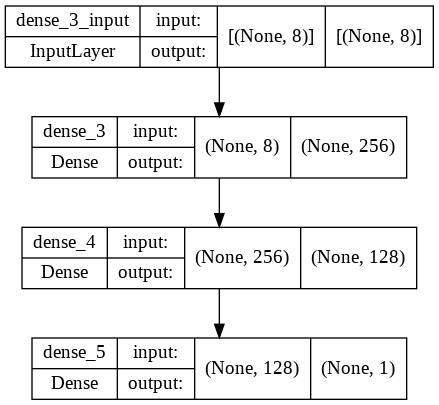 dense_3_input input: [(None, 8)] [(None, 8)]
InputLayer output:
dense_3 input: (None, 8) (None, 256)
Dense output:
dense_4 input: (None, 256) (None, 128)
Dense output:
dense_5 input: (None, 128) (None, 1)
Dense output: